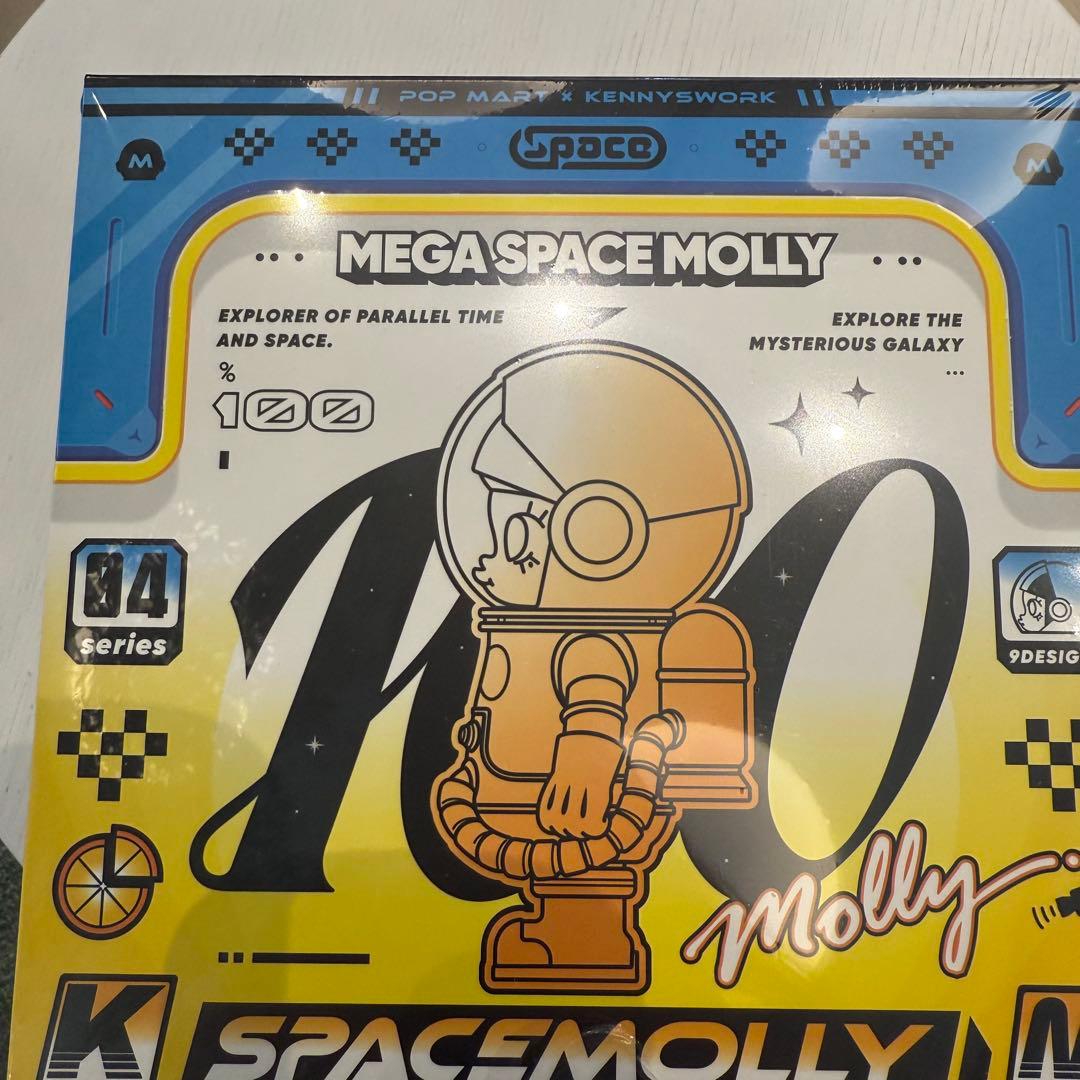 POP MART × KENNYSWORK
M
Space
M
MEGA SPACE MOLLY
EXPLORER OF PARALLEL TIME
AND SPACE.
EXPLORE THE
MYSTERIOUS GALAXY
...
%
100
100
04
series
9DESIG
Molly
K
SPACEMOLLY